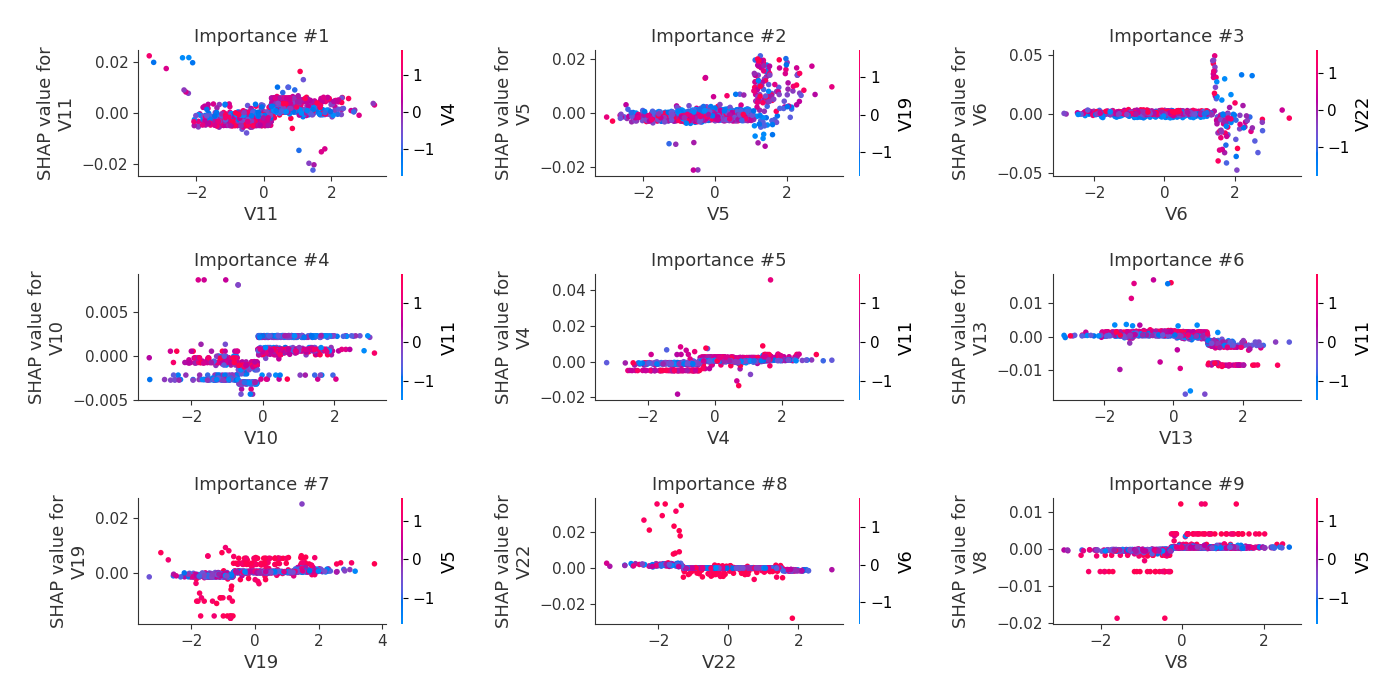 Importance #1
SHAP value for
V11
0.02
0.00
−0.02
−2
0
2
V11
1
0
−1
V4
Importance #2
SHAP value for
V5
0.02
0.00
−0.02
−2
0
2
V5
1
0
−1
V19
Importance #3
SHAP value for
V6
0.05
0.00
−0.05
−2
0
2
V6
1
0
−1
V22
Importance #4
SHAP value for
V10
0.005
0.000
−0.005
−2
0
2
V10
1
0
−1
V11
Importance #5
SHAP value for
V4
0.04
0.02
0.00
−0.02
−2
0
2
V4
1
0
−1
V11
Importance #6
SHAP value for
V13
0.01
0.00
−0.01
−2
0
2
V13
1
0
−1
V11
Importance #7
SHAP value for
V19
0.02
0.00
−2
0
2
4
V19
1
0
−1
V5
Importance #8
SHAP value for
V22
0.02
0.00
−0.02
−2
0
2
V22
1
0
−1
V6
Importance #9
SHAP value for
V8
0.01
0.00
−0.01
−0.02
−2
0
2
V8
1
0
−1
V5